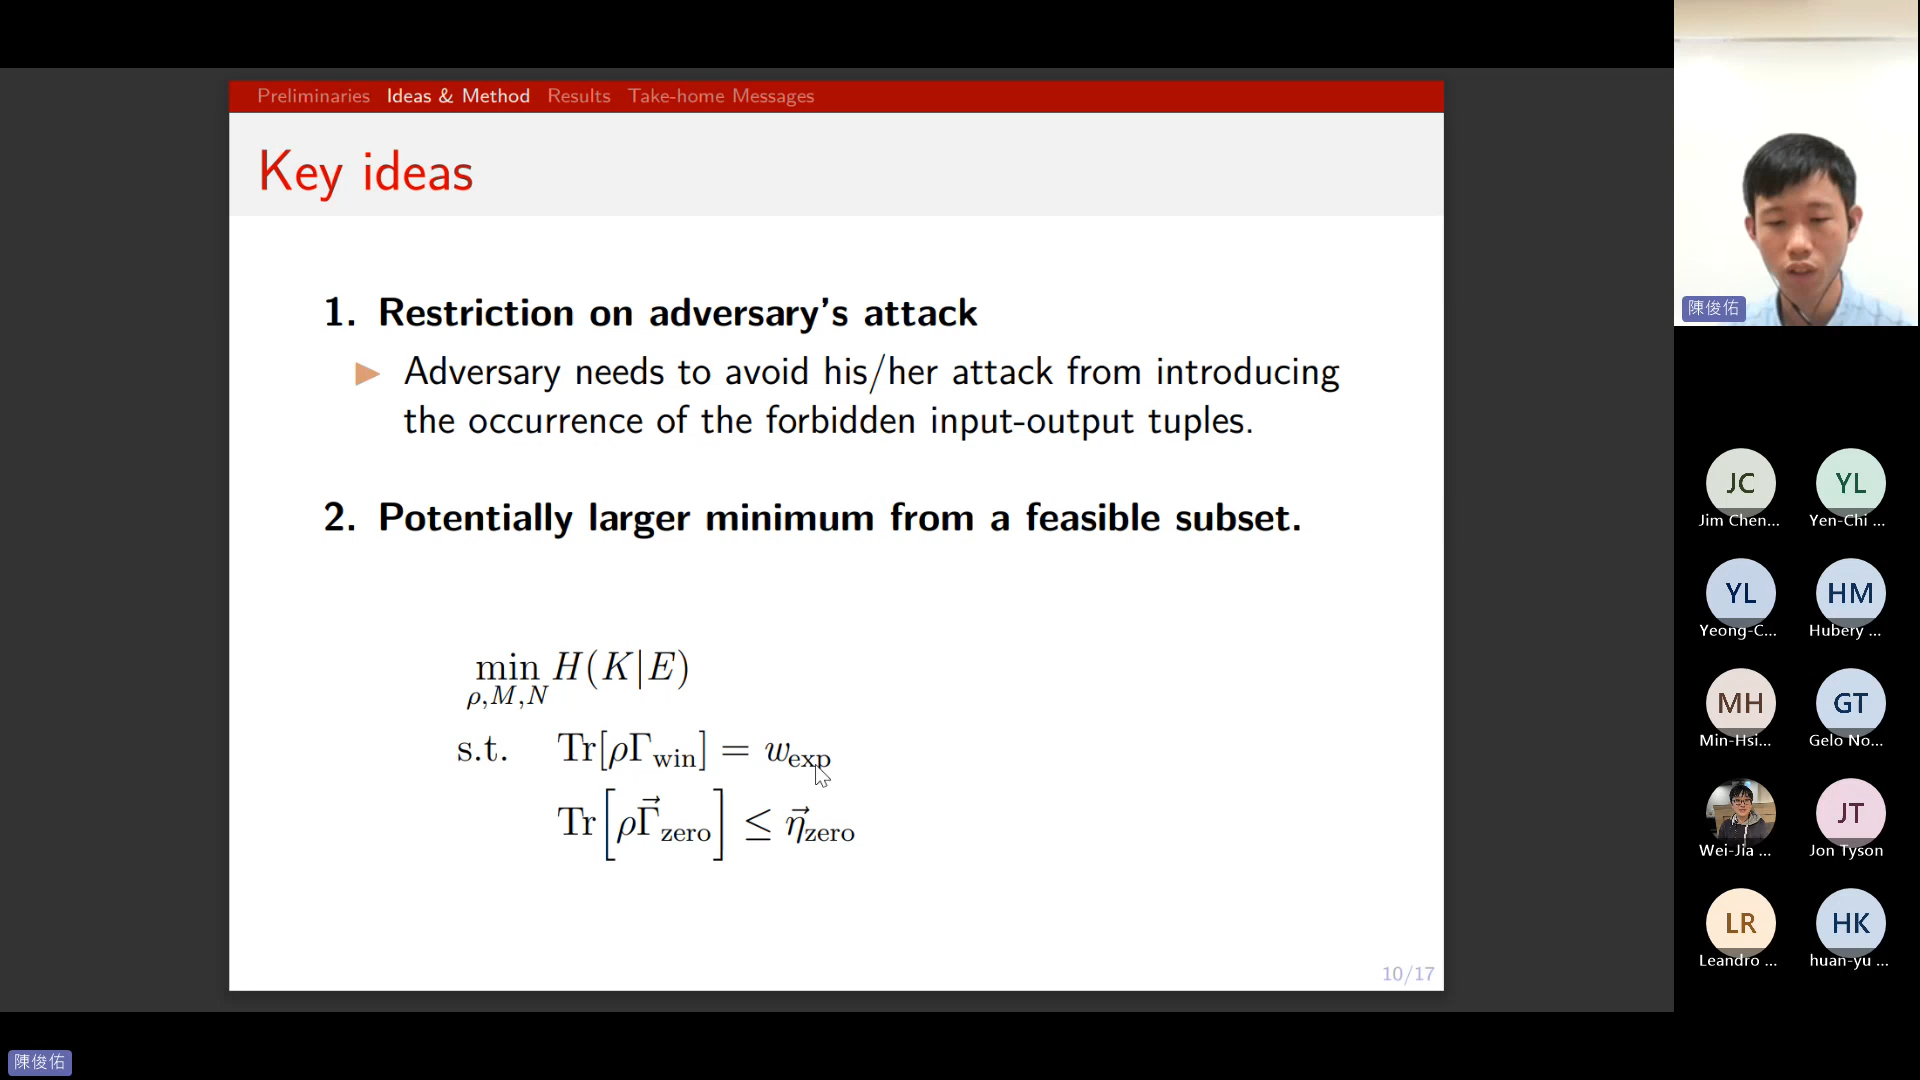 Preliminaries Ideas & Method Results Take-home Messages
Key ideas
1. Restriction on adversary's attack
▶ Adversary needs to avoid his/her attack from introducing
the occurrence of the forbidden input-output tuples.
2. Potentially larger minimum from a feasible subset.
min H(K|E)
ρ,M,N
s.t. Tr[ρΓ_win] = w_exp
Tr[ρΓ⃗_zero] ≤ η⃗_zero
10/17
陳俊佑
JC
Jim Chen...
YL
Yen-Chi ...
YL
Yeong-C...
HM
Hubery ...
MH
Min-Hsi...
GT
Gelo No...
Wei-Jia ...
JT
Jon Tyson
LR
Leandro ...
HK
huan-yu ...
陳俊佑